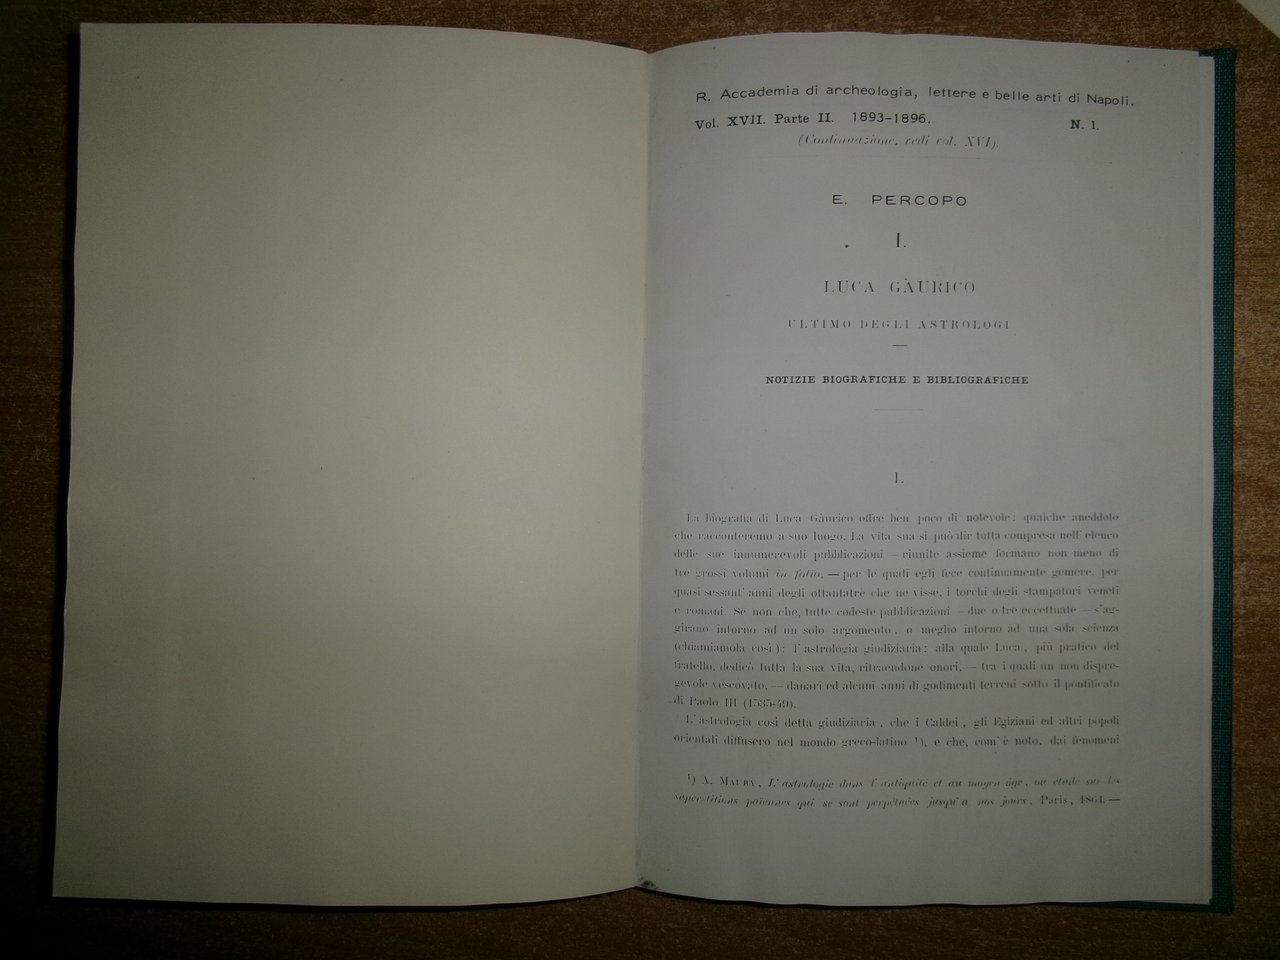 R. Accademia di archeologia, lettere e belle arti di Napoli.
Vol. XVII. Parte II. 1893-1896. N. 1.
(Continuazione, vedi vol. XVI).
E. PERCOPO
I.
LUCA GÀURICO
ULTIMO DEGLI ASTROLOGI
NOTIZIE BIOGRAFICHE E BIBLIOGRAFICHE
I.
La biografia di Luca Gàurico offre ben poco di notevole: qualche aneddoto
che racconteremo a suo luogo. La vita sua si può dir tutta compresa nell'elenco
delle sue innumerevoli pubblicazioni — riunite assieme formano non meno di
tre grossi volumi in folio, — per le quali egli fece continuamente gemere, per
quasi sessant'anni degli ottantatrè che ne visse, i torchi degli stampatori veneti
e romani. Se non che, tutte codeste pubblicazioni — due o tre eccettuate — s'ag-
girano intorno ad un solo argomento, o meglio intorno ad una sola scienza
(chiamiamola così): l'astrologia giudiziaria: alla quale Luca, più pratico del
fratello, dedicò tutta la sua vita, ritraendone onori, — tra i quali un non dispre-
gevole vescovato, — danari ed alcuni anni di godimenti terreni sotto il pontificato
di Paolo III (1535-49).
L'astrologia così detta giudiziaria, che i Caldei, gli Egiziani ed altri popoli
orientali diffusero nel mondo greco-latino ¹), e che, com'è noto, dai fenomeni
¹) A. MAURY, L'astrologie dans l'antiquité et au moyen âge, ou étude sur les
superstitions païennes qui se sont perpétuées jusqu'a nos jours, Paris, 1864. —